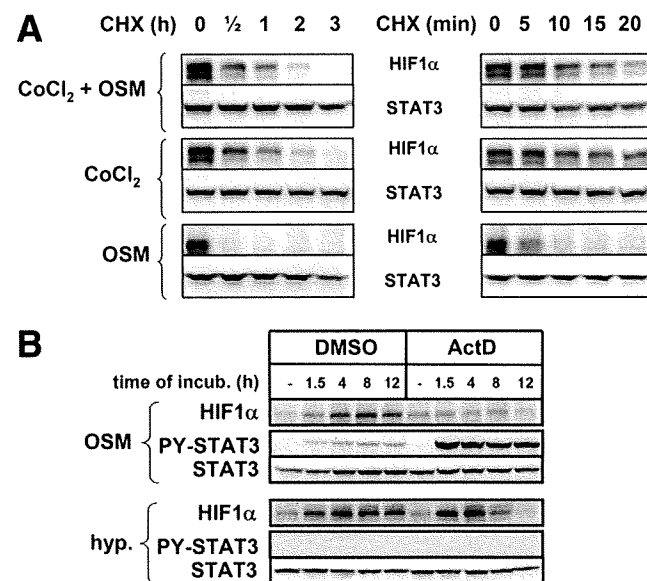 A
CHX (h) 0 ½ 1 2 3 CHX (min) 0 5 10 15 20
CoCl2 + OSM
HIF1α
STAT3
CoCl2
HIF1α
STAT3
OSM
HIF1α
STAT3
B
DMSO ActD
time of incub. (h) - 1.5 4 8 12 - 1.5 4 8 12
OSM
HIF1α
PY-STAT3
STAT3
hyp.
HIF1α
PY-STAT3
STAT3